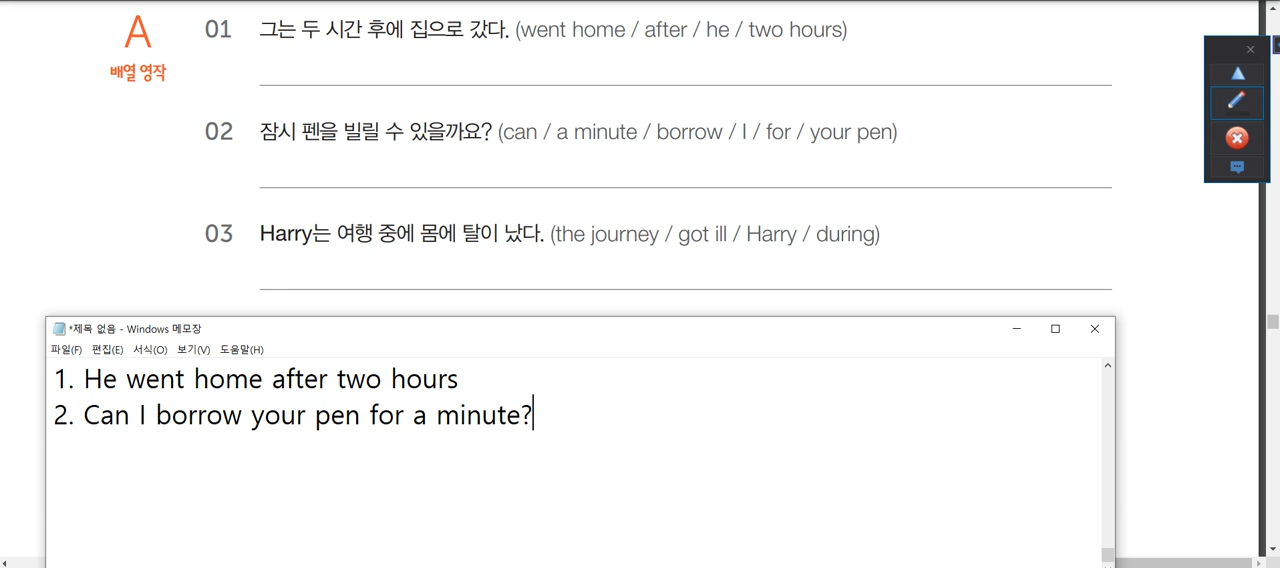 A
배열 영작
01 그는 두 시간 후에 집으로 갔다. (went home / after / he / two hours)
02 잠시 펜을 빌릴 수 있을까요? (can / a minute / borrow / I / for / your pen)
03 Harry는 여행 중에 몸에 탈이 났다. (the journey / got ill / Harry / during)
*제목 없음 - Windows 메모장
파일(F) 편집(E) 서식(O) 보기(V) 도움말(H)
1. He went home after two hours
2. Can I borrow your pen for a minute?